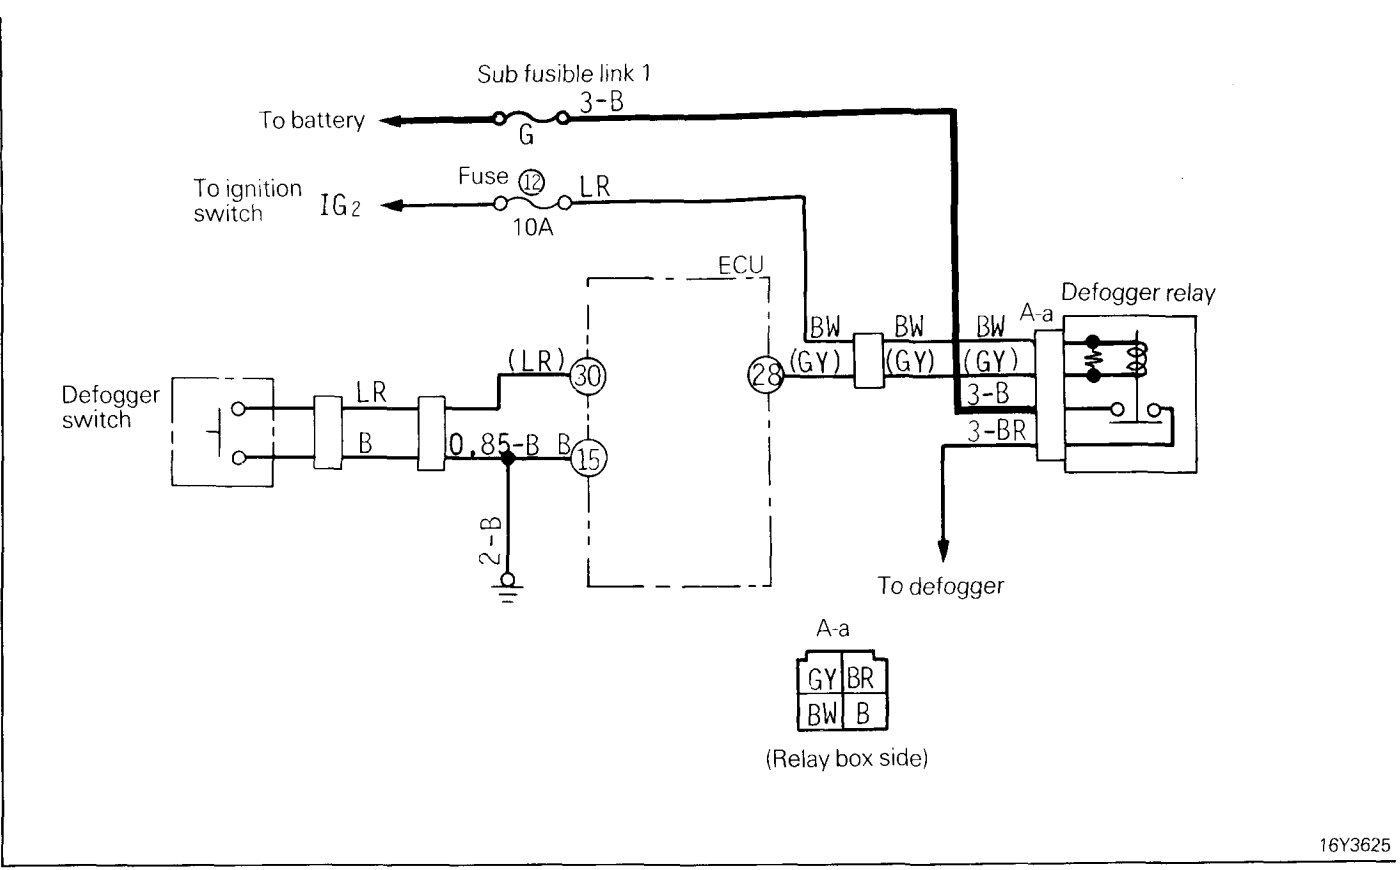 Sub fusible link 1
To battery
3-B
G
Fuse 12
LR
To ignition
switch
IG2
10A
ECU
Defogger relay
A-a
BW
BW
BW
(GY)
(GY)
(GY)
(LR)
30
28
Defogger
switch
LR
3-B
B
0.85-B
B
15
3-BR
2-B
To defogger
A-a
GY
BR
BW
B
(Relay box side)
16Y3625